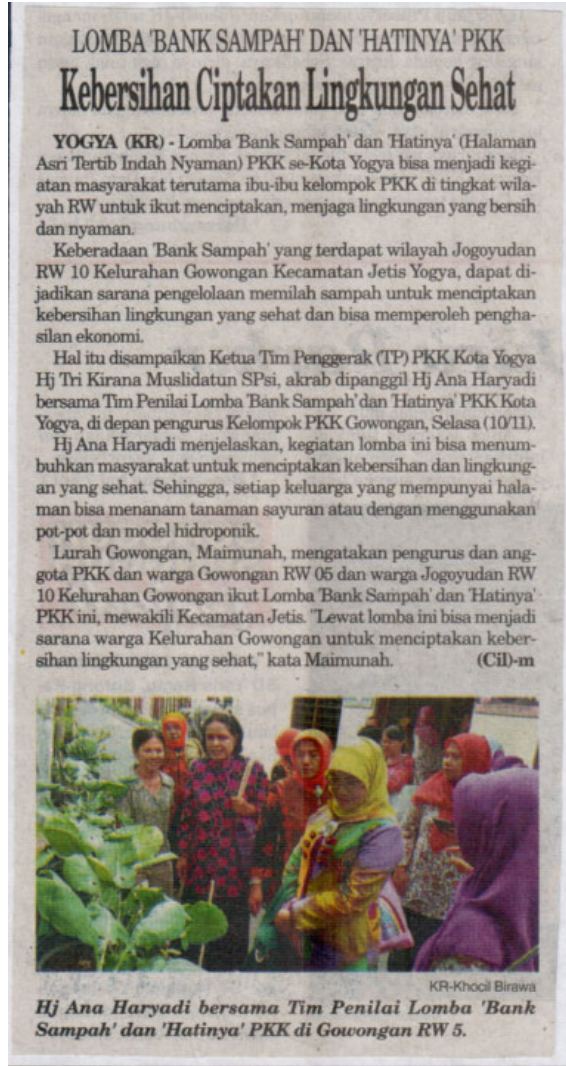 LOMBA 'BANK SAMPAH' DAN 'HATINYA' PKK
Kebersihan Ciptakan Lingkungan Sehat
YOGYA (KR) - Lomba 'Bank Sampah' dan 'Hatinya' (Halaman
Asri Tertib Indah Nyaman) PKK se-Kota Yogya bisa menjadi kegi-
atan masyarakat terutama ibu-ibu kelompok PKK di tingkat wila-
yah RW untuk ikut menciptakan, menjaga lingkungan yang bersih
dan nyaman.
Keberadaan 'Bank Sampah' yang terdapat wilayah Jogoyudan
RW 10 Kelurahan Gowongan Kecamatan Jetis Yogya, dapat di-
jadikan sarana pengelolaan memilah sampah untuk menciptakan
kebersihan lingkungan yang sehat dan bisa memperoleh pengha-
silan ekonomi.
Hal itu disampaikan Ketua Tim Penggerak (TP) PKK Kota Yogya
Hj Tri Kirana Muslidatun SPsi, akrab dipanggil Hj Ana Haryadi
bersama Tim Penilai Lomba 'Bank Sampah' dan 'Hatinya' PKK Kota
Yogya, di depan pengurus Kelompok PKK Gowongan, Selasa (10/11).
Hj Ana Haryadi menjelaskan, kegiatan lomba ini bisa menum-
buhkan masyarakat untuk menciptakan kebersihan dan lingkung-
an yang sehat. Sehingga, setiap keluarga yang mempunyai hala-
man bisa menanam tanaman sayuran atau dengan menggunakan
pot-pot dan model hidroponik.
Lurah Gowongan, Maimunah, mengatakan pengurus dan ang-
gota PKK dan warga Gowongan RW 05 dan warga Jogoyudan RW
10 Kelurahan Gowongan ikut Lomba 'Bank Sampah' dan 'Hatinya'
PKK ini, mewakili Kecamatan Jetis. "Lewat lomba ini bisa menjadi
sarana warga Kelurahan Gowongan untuk menciptakan keber-
sihan lingkungan yang sehat," kata Maimunah. (Cil)-m
KR-Khocil Birawa
Hj Ana Haryadi bersama Tim Penilai Lomba 'Bank
Sampah' dan 'Hatinya' PKK di Gowongan RW 5.